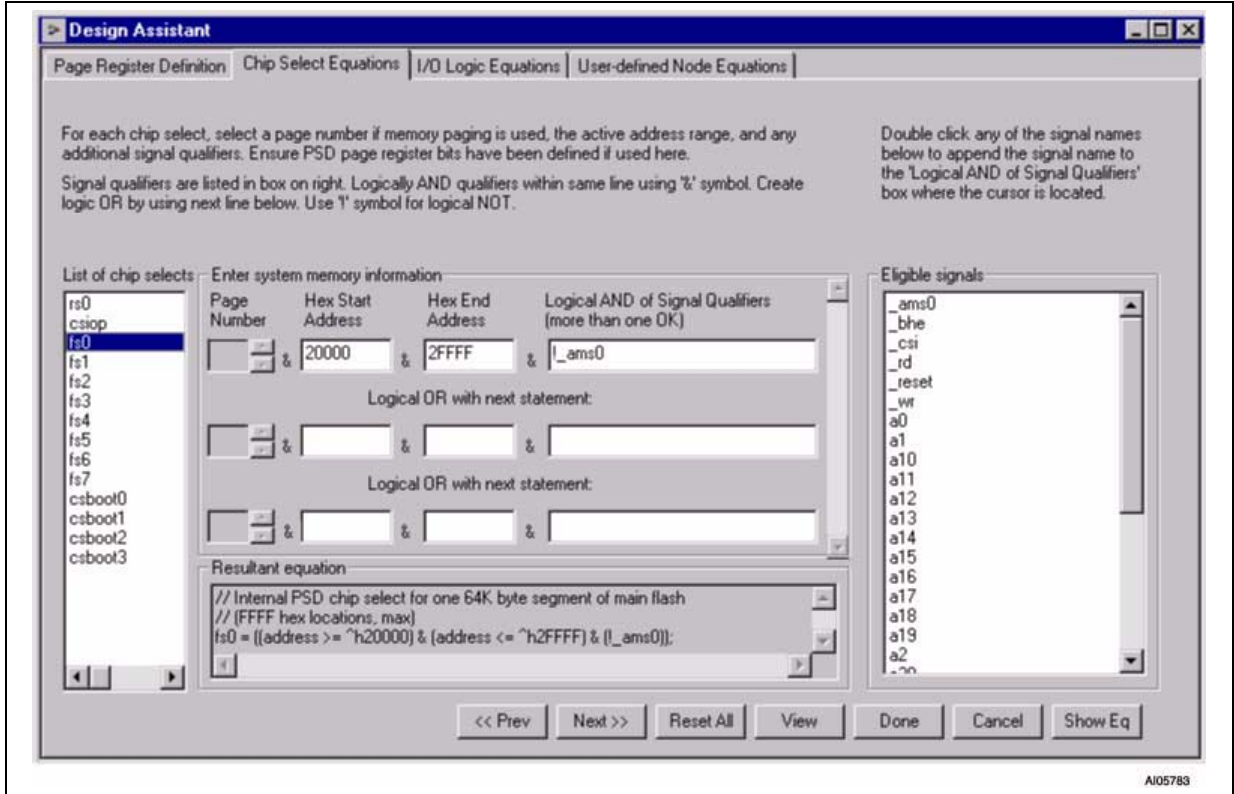 Design Assistant
Page Register Definition Chip Select Equations I/O Logic Equations User-defined Node Equations
For each chip select, select a page number if memory paging is used, the active address range, and any
additional signal qualifiers. Ensure PSD page register bits have been defined if used here.
Signal qualifiers are listed in box on right. Logically AND qualifiers within same line using '&' symbol. Create
logic OR by using next line below. Use '!' symbol for logical NOT.
Double click any of the signal names
below to append the signal name to
the 'Logical AND of Signal Qualifiers'
box where the cursor is located.
List of chip selects
rs0
csiop
fs0
fs1
fs2
fs3
fs4
fs5
fs6
fs7
csboot0
csboot1
csboot2
csboot3
Enter system memory information
Page Number Hex Start Address Hex End Address Logical AND of Signal Qualifiers (more than one OK)
& 20000 & 2FFFF & !_ams0
Logical OR with next statement:
& & &
Logical OR with next statement:
& & &
Resultant equation
// Internal PSD chip select for one 64K byte segment of main flash
// (FFFF hex locations, max)
fs0 = ((address >= ^h20000) & (address <= ^h2FFFF) & (!_ams0));
Eligible signals
_ams0
_bhe
_csi
_rd
_reset
_wr
a0
a1
a10
a11
a12
a13
a14
a15
a16
a17
a18
a19
a2
a20
<< Prev Next >> Reset All View Done Cancel Show Eq
AI05783